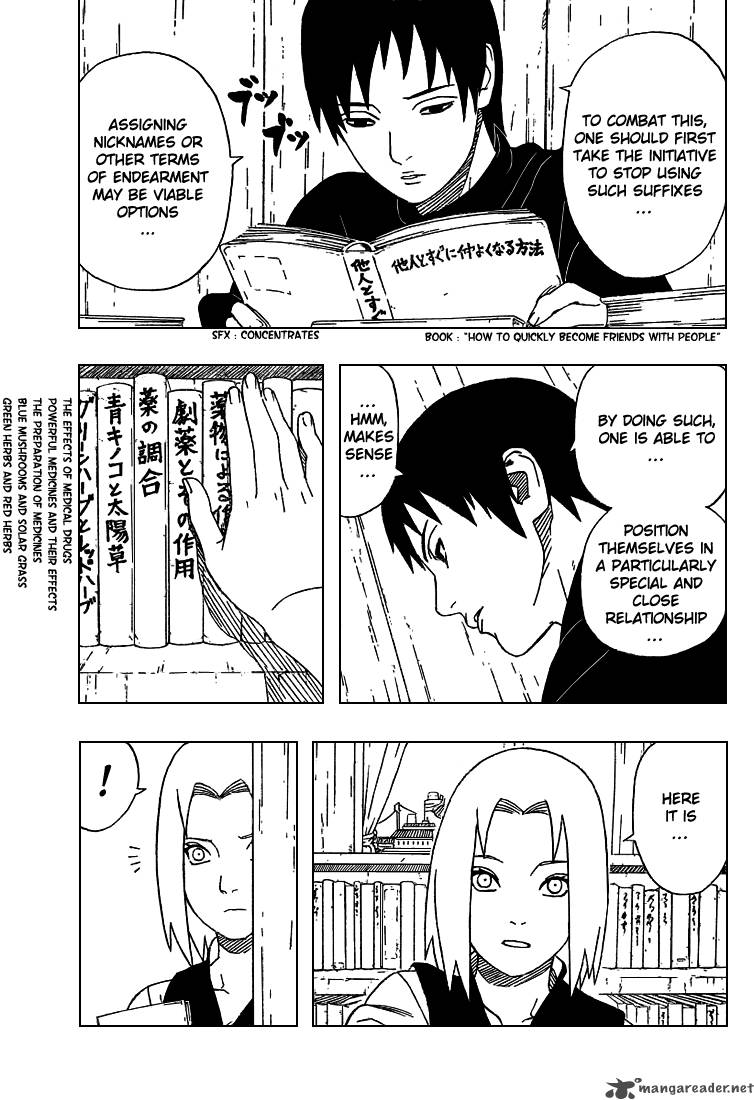 TO COMBAT THIS,
ONE SHOULD FIRST
TAKE THE INITIATIVE
TO STOP USING
SUCH SUFFIXES
...
ASSIGNING
NICKNAMES OR
OTHER TERMS
OF ENDEARMENT
MAY BE VIABLE
OPTIONS
...
ブツ
ブツ
他人とすぐに仲よくなる方法
他人とすぐ
SFX : CONCENTRATES
BOOK : "HOW TO QUICKLY BECOME FRIENDS WITH PEOPLE"
BY DOING SUCH,
ONE IS ABLE TO
...
POSITION
THEMSELVES IN
A PARTICULARLY
SPECIAL AND
CLOSE
RELATIONSHIP
...
...
HMM,
MAKES
SENSE
...
薬物による作
劇薬とその作用
薬の調合
青キノコと太陽草
グリーンハーブとレッドハーブ
THE EFFECTS OF MEDICAL DRUGS
POWERFUL MEDICINES AND THEIR EFFECTS
THE PREPARATION OF MEDICINES
BLUE MUSHROOMS AND SOLAR GRASS
GREEN HERBS AND RED HERBS
HERE
IT IS
...
!
mangareader.net